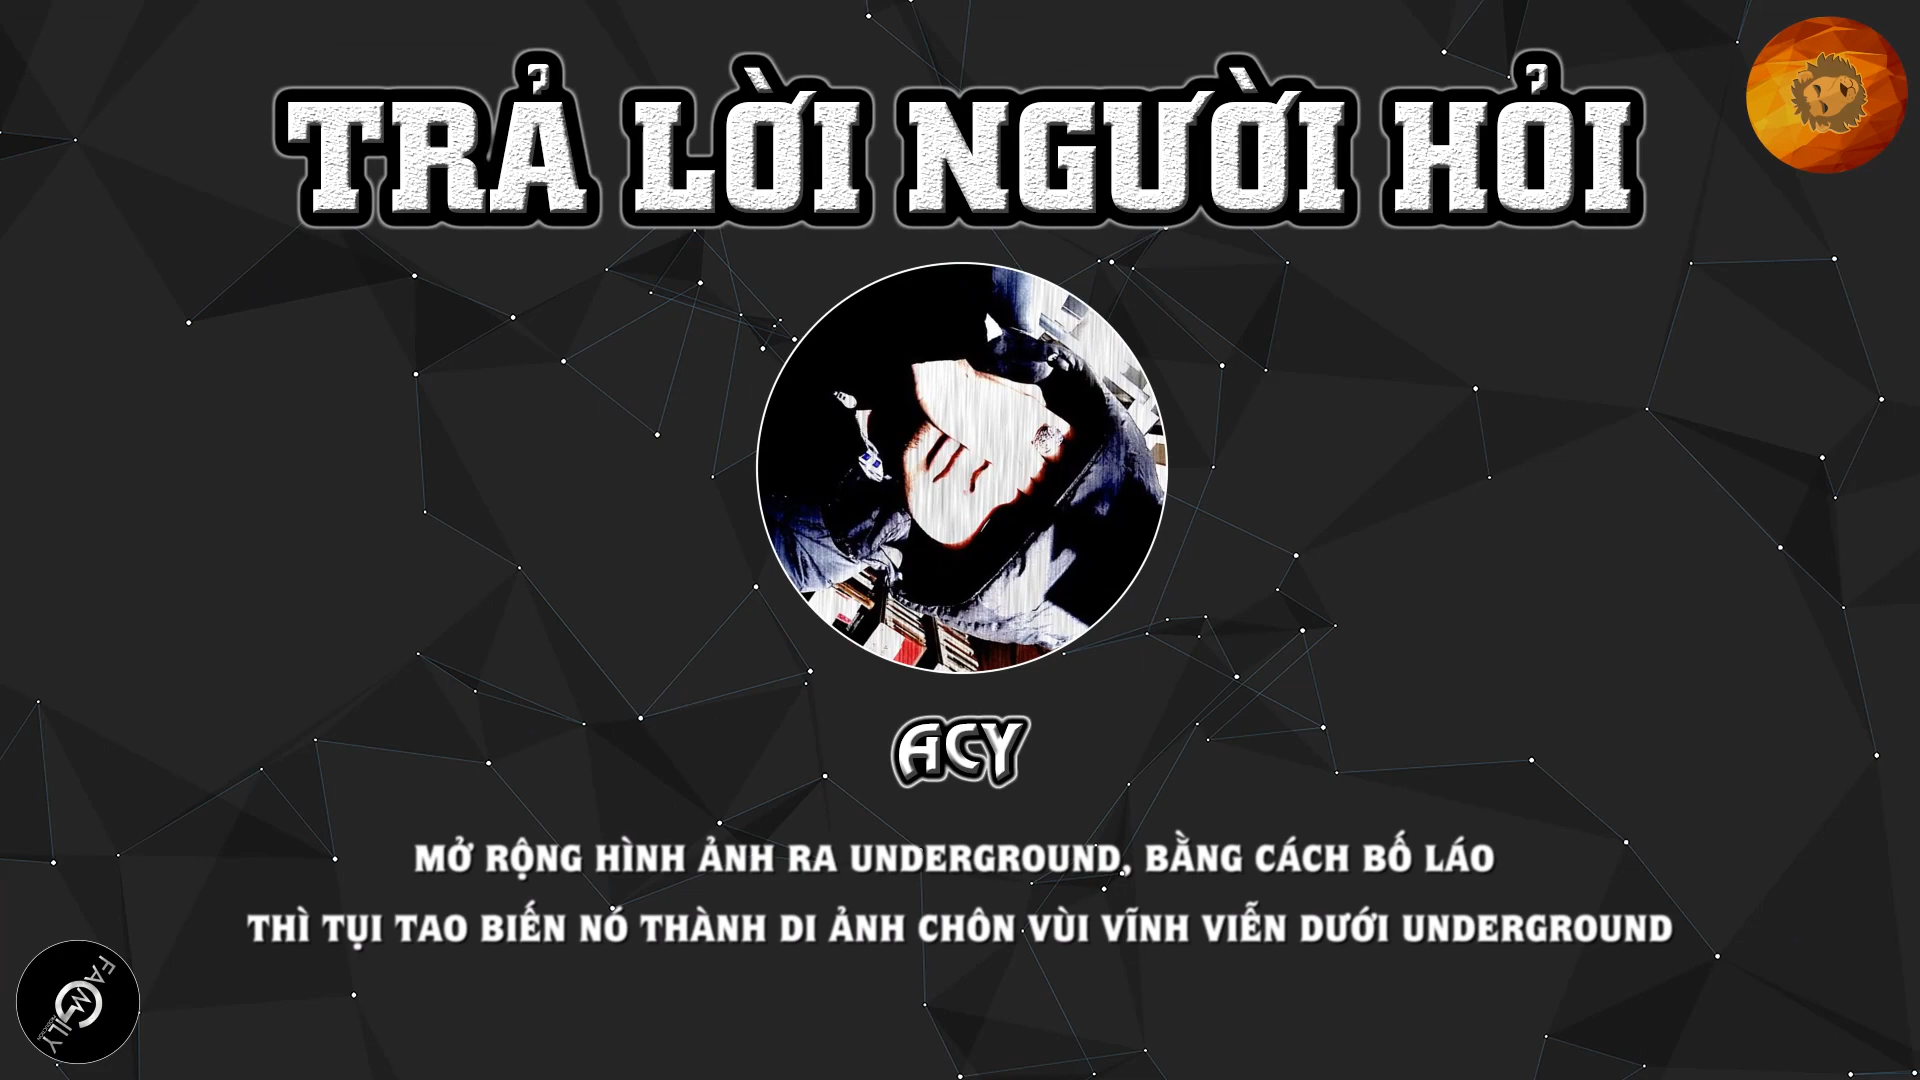 TRẢ LỜI NGƯỜI HỎI
ACY
MỞ RỘNG HÌNH ẢNH RA UNDERGROUND, BẰNG CÁCH BỐ LÁO
THÌ TỤI TAO BIẾN NÓ THÀNH DI ẢNH CHÔN VÙI VĨNH VIỄN DƯỚI UNDERGROUND
FAMILY
PRODUCTION